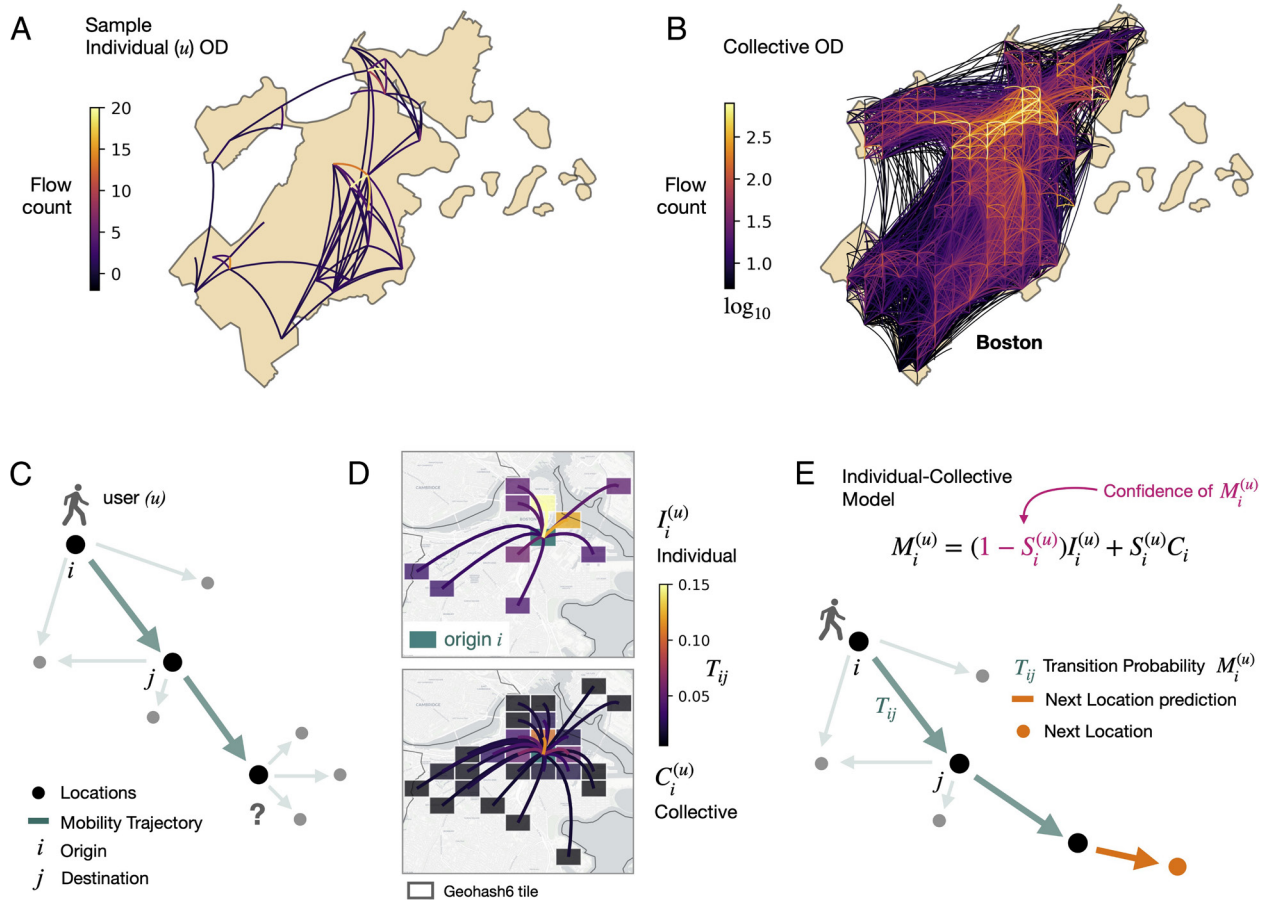 A
Sample
Individual (u) OD
20
15
10
5
0
Flow
count
B
Collective OD
2.5
2.0
1.5
1.0
Flow
count
log₁₀
Boston
C
user (u)
i
j
?
Locations
Mobility Trajectory
i Origin
j Destination
D
CAMBRIDGE
BOSTON
origin i
CAMBRIDGE
Geohash6 tile
I_i^(u)
Individual
0.15
0.10
0.05
T_ij
C_i^(u)
Collective
E
Individual-Collective
Model
Confidence of M_i^(u)
M_i^(u) = (1 − S_i^(u))I_i^(u) + S_i^(u)C_i
i
T_ij
j
T_ij Transition Probability M_i^(u)
Next Location prediction
Next Location